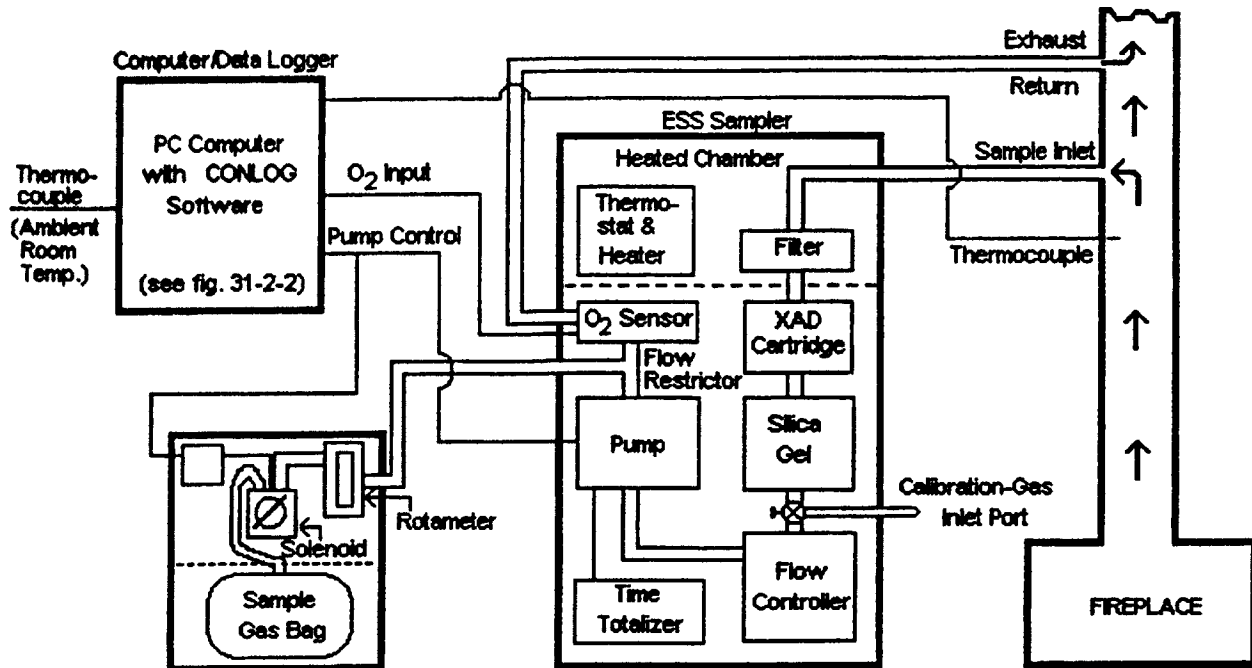 Computer/Data Logger
PC Computer
with CONLOG
Software
(see fig. 31-2-2)
Thermo-
couple
(Ambient
Room
Temp.)
O2 Input
Pump Control
Exhaust
Return
ESS Sampler
Heated Chamber
Sample Inlet
Thermo-
stat &
Heater
Filter
Thermocouple
O2 Sensor
XAD
Cartridge
Flow
Restrictor
Pump
Silica
Gel
Calibration-Gas
Inlet Port
Rotameter
Solenoid
Sample
Gas Bag
Time
Totalizer
Flow
Controller
FIREPLACE